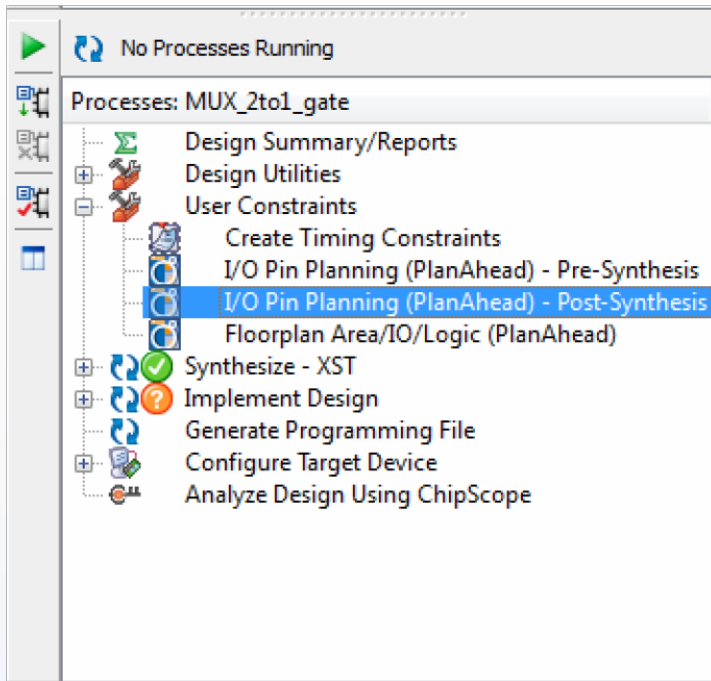 No Processes Running
Processes: MUX_2to1_gate
Design Summary/Reports
Design Utilities
User Constraints
Create Timing Constraints
I/O Pin Planning (PlanAhead) - Pre-Synthesis
I/O Pin Planning (PlanAhead) - Post-Synthesis
Floorplan Area/IO/Logic (PlanAhead)
Synthesize - XST
Implement Design
Generate Programming File
Configure Target Device
Analyze Design Using ChipScope